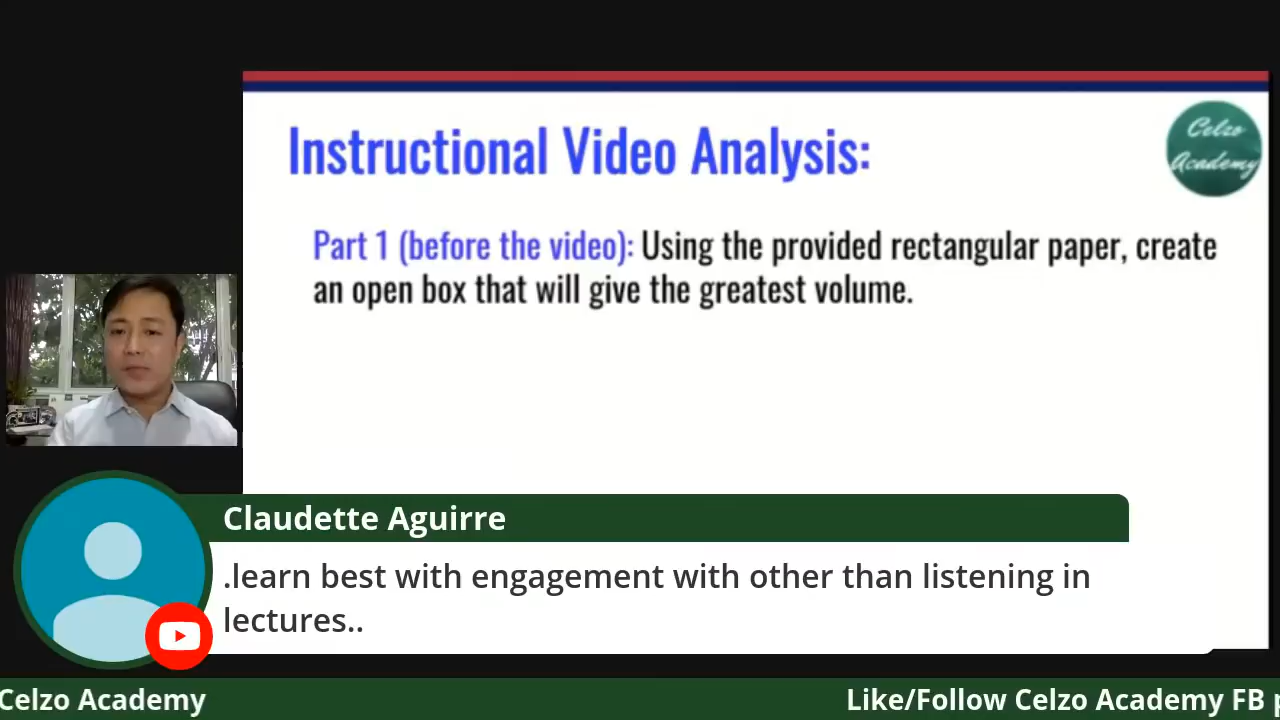 Instructional Video Analysis:
Celzo
Academy
Part 1 (before the video): Using the provided rectangular paper, create
an open box that will give the greatest volume.
Claudette Aguirre
.learn best with engagement with other than listening in
lectures..
Celzo Academy
Like/Follow Celzo Academy FB